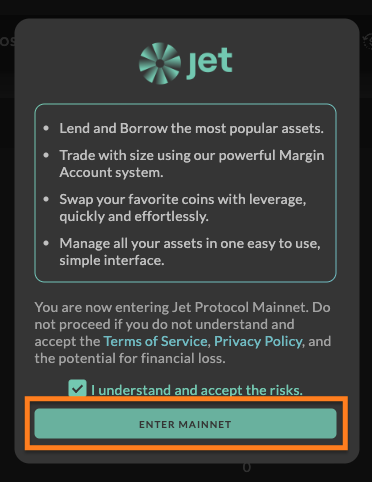 jet
• Lend and Borrow the most popular assets.
• Trade with size using our powerful Margin
Account system.
• Swap your favorite coins with leverage,
quickly and effortlessly.
• Manage all your assets in one easy to use,
simple interface.
You are now entering Jet Protocol Mainnet. Do
not proceed if you do not understand and
accept the Terms of Service, Privacy Policy, and
the potential for financial loss.
I understand and accept the risks.
ENTER MAINNET
0